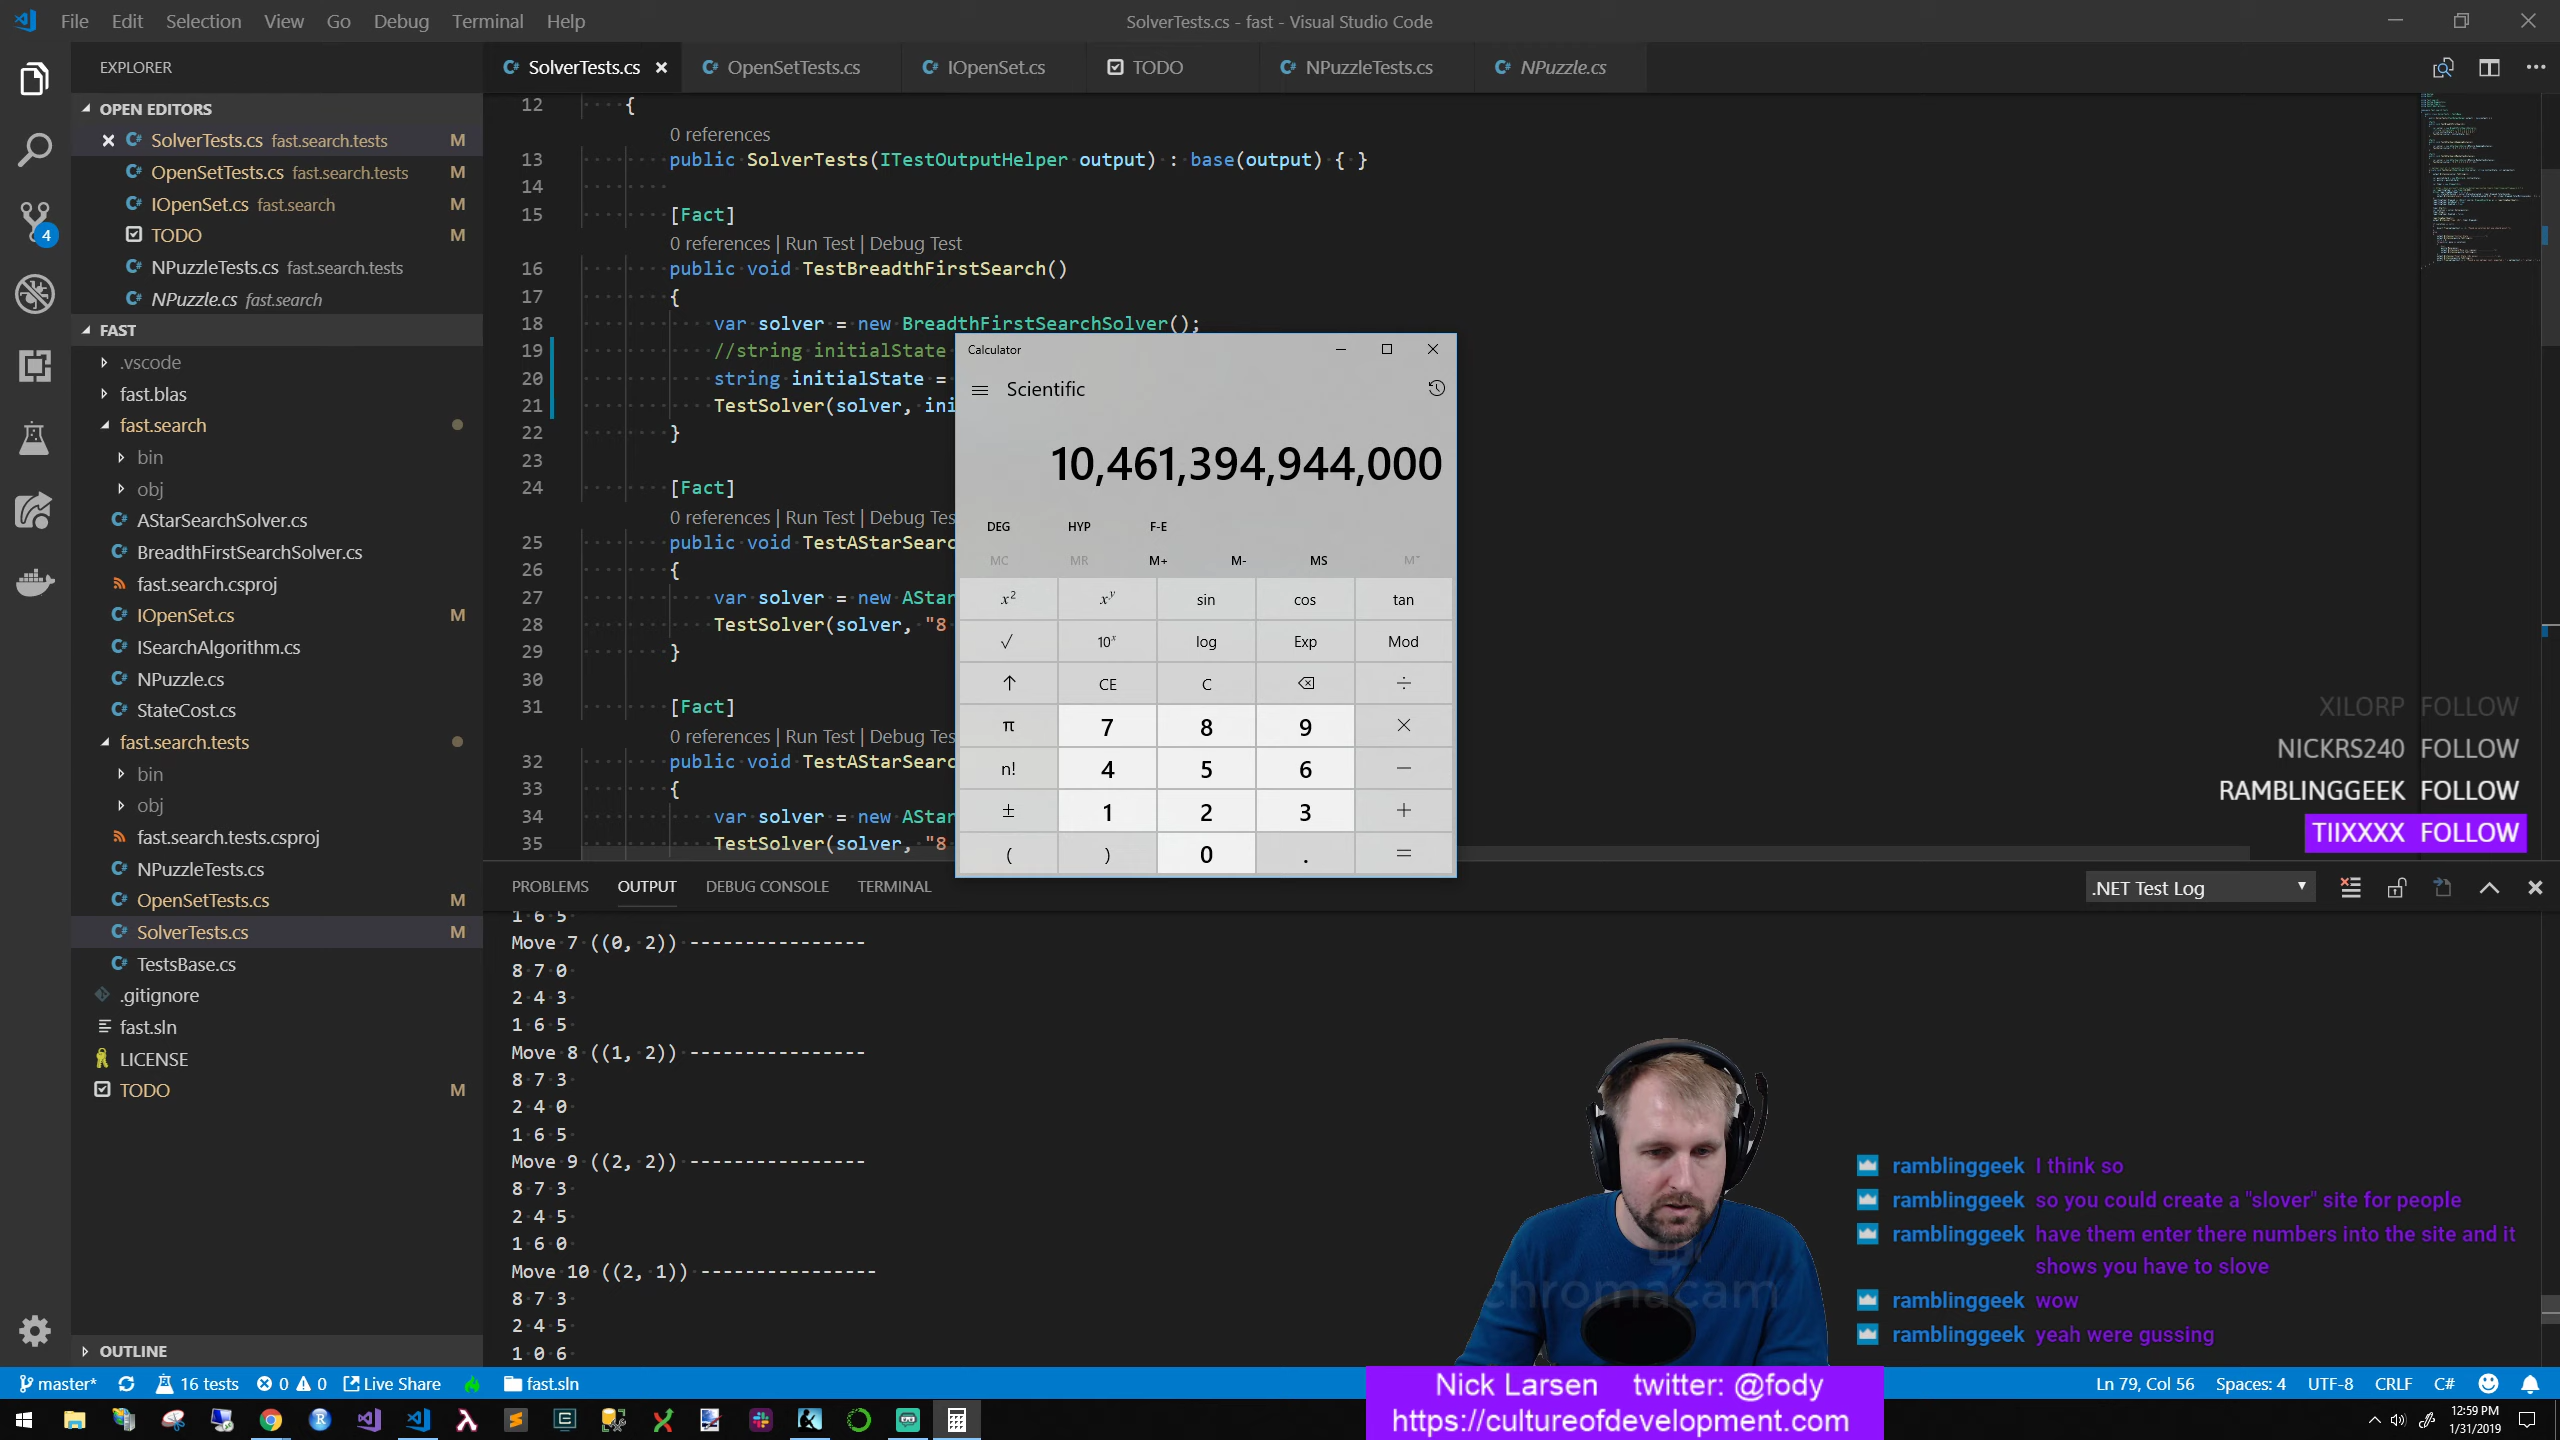 File Edit Selection View Go Debug Terminal Help
SolverTests.cs - fast - Visual Studio Code
EXPLORER
OPEN EDITORS
SolverTests.cs fast.search.tests M
OpenSetTests.cs fast.search.tests M
IOpenSet.cs fast.search M
TODO M
NPuzzleTests.cs fast.search.tests
NPuzzle.cs fast.search
FAST
.vscode
fast.blas
fast.search
bin
obj
AStarSearchSolver.cs
BreadthFirstSearchSolver.cs
fast.search.csproj
IOpenSet.cs M
ISearchAlgorithm.cs
NPuzzle.cs
StateCost.cs
fast.search.tests
bin
obj
fast.search.tests.csproj
NPuzzleTests.cs
OpenSetTests.cs M
SolverTests.cs M
TestsBase.cs
.gitignore
fast.sln
LICENSE
TODO M
OUTLINE
4
SolverTests.cs OpenSetTests.cs IOpenSet.cs TODO NPuzzleTests.cs NPuzzle.cs
12 {
0 references
13 public SolverTests(ITestOutputHelper output) : base(output) { }
14
15 [Fact]
0 references | Run Test | Debug Test
16 public void TestBreadthFirstSearch()
17 {
18 var solver = new BreadthFirstSearchSolver();
19 //string initialState
20 string initialState =
21 TestSolver(solver, ini
22 }
23
24 [Fact]
0 references | Run Test | Debug Tes
25 public void TestAStarSearc
26 {
27 var solver = new AStar
28 TestSolver(solver, "8
29 }
30
31 [Fact]
0 references | Run Test | Debug Tes
32 public void TestAStarSearc
33 {
34 var solver = new AStar
35 TestSolver(solver, "8
Calculator
Scientific
10,461,394,944,000
DEG HYP F-E
MC MR M+ M- MS M˅
x² xʸ sin cos tan
√ 10ˣ log Exp Mod
↑ CE C ⌫ ÷
π 7 8 9 ×
n! 4 5 6 −
± 1 2 3 +
( ) 0 . =
XILORP FOLLOW
NICKRS240 FOLLOW
RAMBLINGGEEK FOLLOW
TIIXXXX FOLLOW
PROBLEMS OUTPUT DEBUG CONSOLE TERMINAL
.NET Test Log
1 6 5
Move 7 ((0, 2)) ----------------
8 7 0
2 4 3
1 6 5
Move 8 ((1, 2)) ----------------
8 7 3
2 4 0
1 6 5
Move 9 ((2, 2)) ----------------
8 7 3
2 4 5
1 6 0
Move 10 ((2, 1)) ----------------
8 7 3
2 4 5
1 0 6
chromacam
ramblinggeek I think so
ramblinggeek so you could create a "slover" site for people
ramblinggeek have them enter there numbers into the site and it
shows you have to slove
ramblinggeek wow
ramblinggeek yeah were gussing
master* 16 tests 0 0 Live Share fast.sln
Ln 79, Col 56 Spaces: 4 UTF-8 CRLF C#
Nick Larsen twitter: @fody
https://cultureofdevelopment.com
12:59 PM
1/31/2019